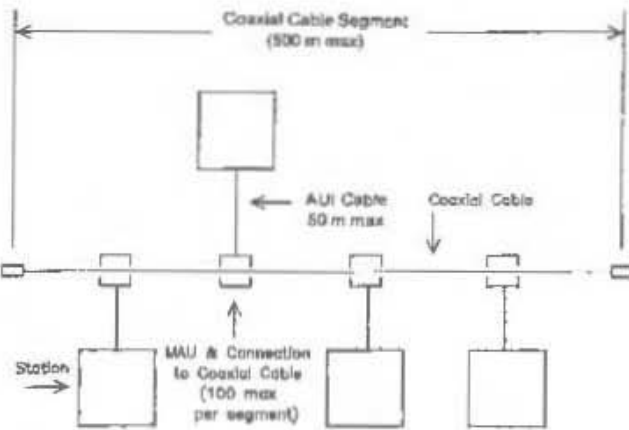 Coaxial Cable Segment
(500 m max)
AUI Cable
50 m max
Coaxial Cable
Station
MAU & Connection
to Coaxial Cable
(100 max
per segment)